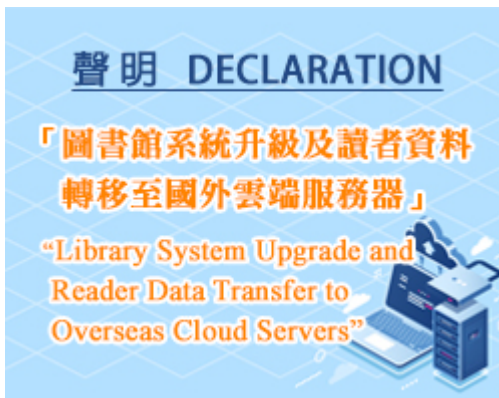 聲明 DECLARATION
「圖書館系統升級及讀者資料
轉移至國外雲端服務器」
“Library System Upgrade and
Reader Data Transfer to
Overseas Cloud Servers”